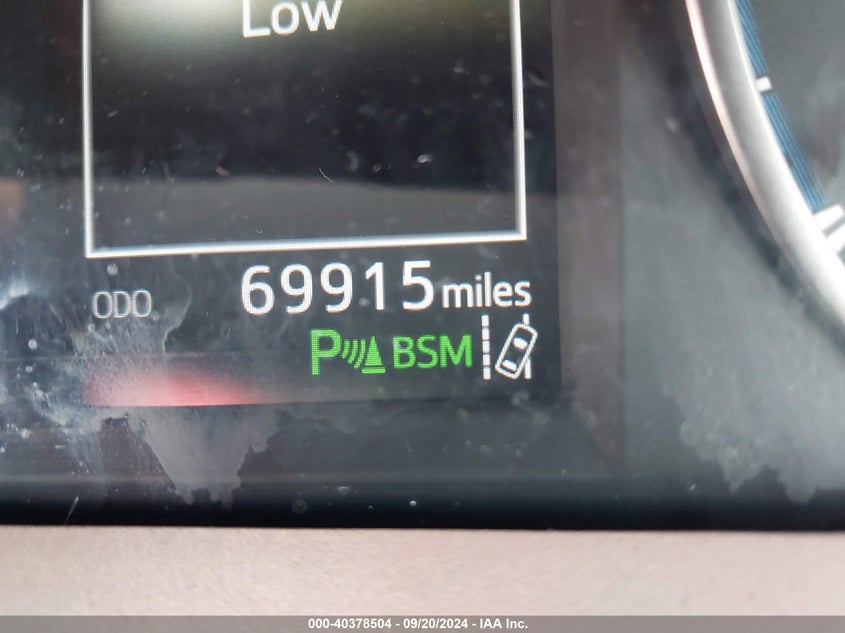 Low
ODO 69915 miles
P BSM
000-40378504 - 09/20/2024 - IAA Inc.